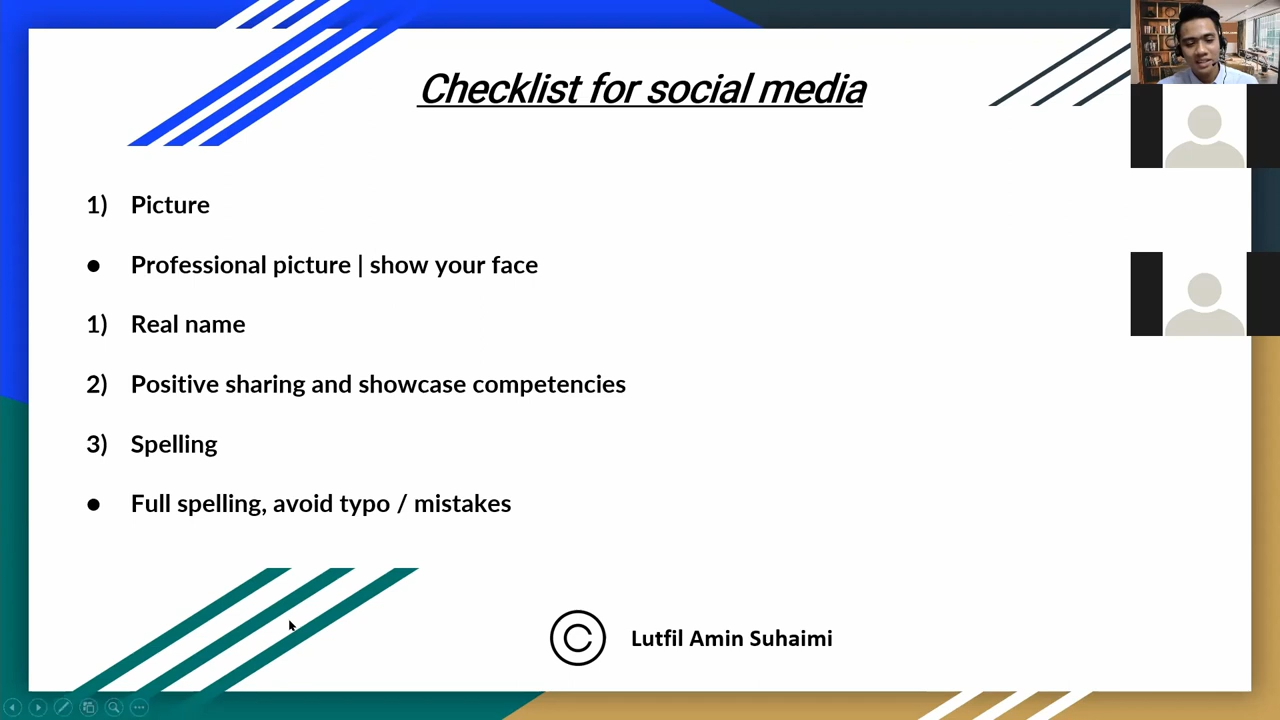 Checklist for social media
1) Picture
● Professional picture | show your face
1) Real name
2) Positive sharing and showcase competencies
3) Spelling
● Full spelling, avoid typo / mistakes
© Lutfil Amin Suhaimi